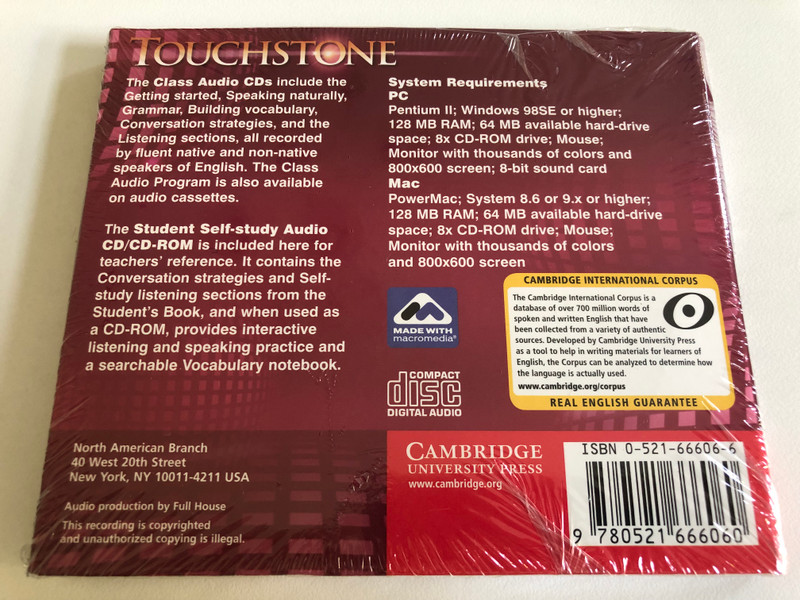 TOUCHSTONE
The Class Audio CDs include the
Getting started, Speaking naturally,
Grammar, Building vocabulary,
Conversation strategies, and the
Listening sections, all recorded
by fluent native and non-native
speakers of English. The Class
Audio Program is also available
on audio cassettes.
The Student Self-study Audio
CD/CD-ROM is included here for
teachers' reference. It contains the
Conversation strategies and Self-
study listening sections from the
Student's Book, and when used as
a CD-ROM, provides interactive
listening and speaking practice and
a searchable Vocabulary notebook.
System Requirements
PC
Pentium II; Windows 98SE or higher;
128 MB RAM; 64 MB available hard-drive
space; 8x CD-ROM drive; Mouse;
Monitor with thousands of colors and
800x600 screen; 8-bit sound card
Mac
PowerMac; System 8.6 or 9.x or higher;
128 MB RAM; 64 MB available hard-drive
space; 8x CD-ROM drive; Mouse;
Monitor with thousands of colors
and 800x600 screen
MADE WITH
macromedia®
COMPACT
disc
DIGITAL AUDIO
CAMBRIDGE INTERNATIONAL CORPUS
The Cambridge International Corpus is a
database of over 700 million words of
spoken and written English that have
been collected from a variety of authentic
sources. Developed by Cambridge University Press
as a tool to help in writing materials for learners of
English, the Corpus can be analyzed to determine how
the language is actually used.
www.cambridge.org/corpus
REAL ENGLISH GUARANTEE
North American Branch
40 West 20th Street
New York, NY 10011-4211 USA
Audio production by Full House
This recording is copyrighted
and unauthorized copying is illegal.
CAMBRIDGE
UNIVERSITY PRESS
www.cambridge.org
ISBN 0-521-66606-6
9 780521 666060